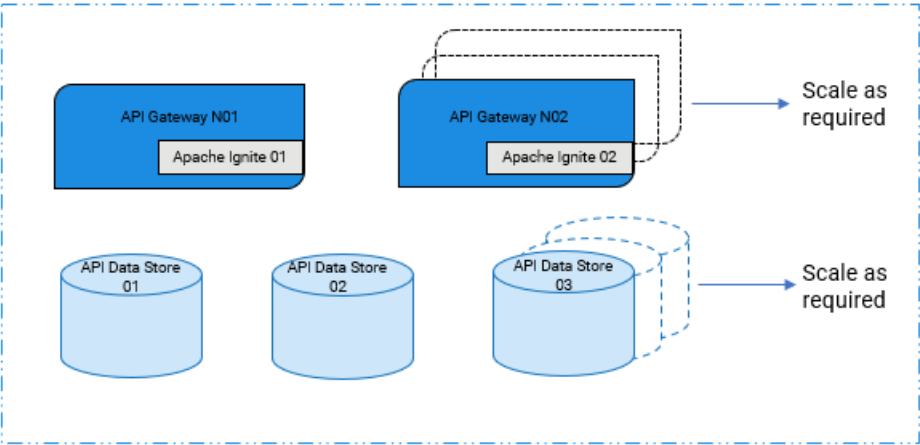 API Gateway N01
Apache Ignite 01
API Gateway N02
Apache Ignite 02
Scale as
required
API Data Store
01
API Data Store
02
API Data Store
03
Scale as
required